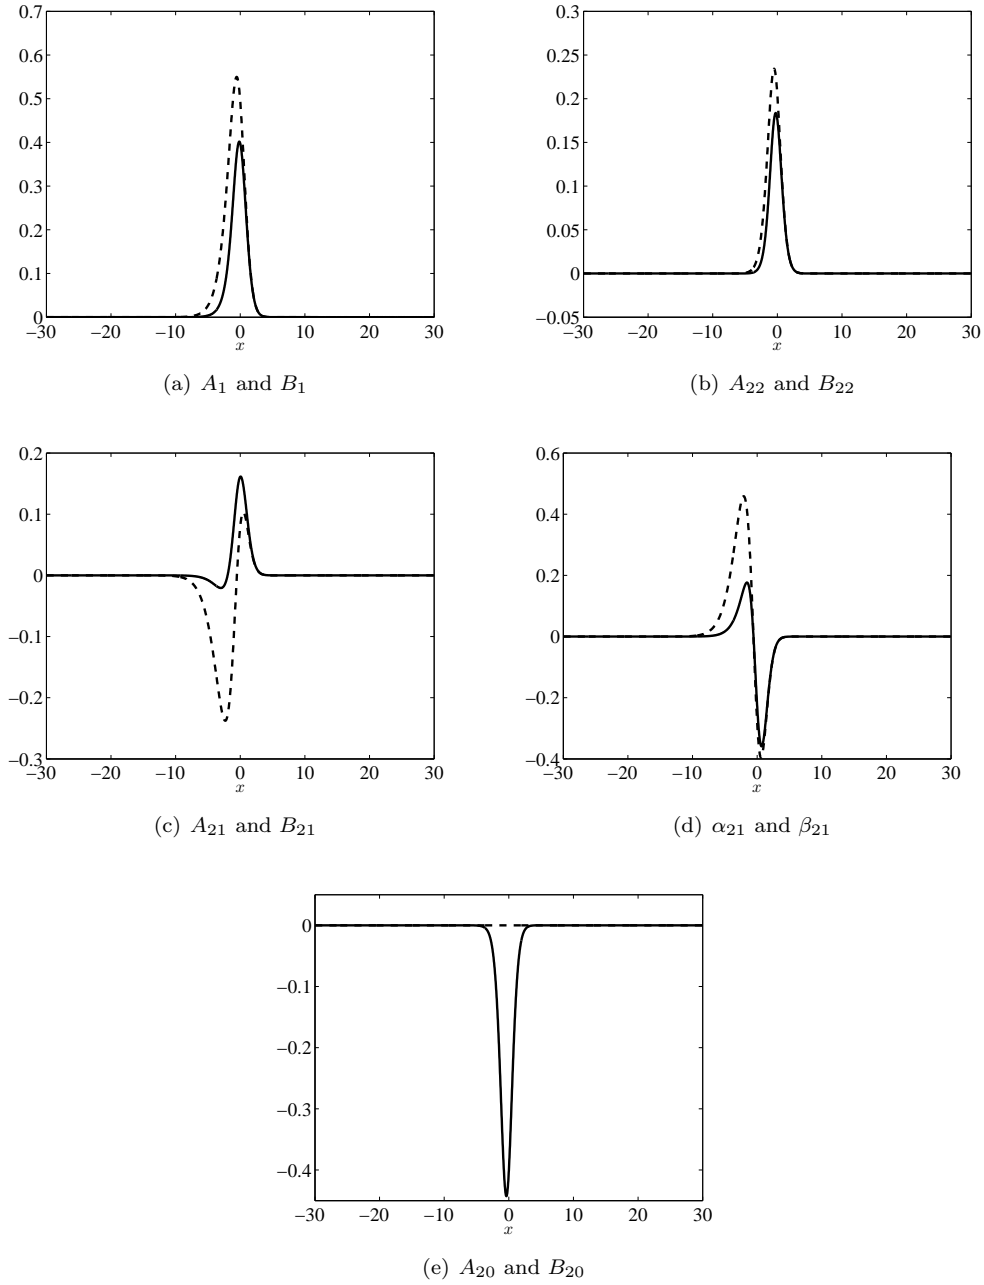 0.7
0.6
0.5
0.4
0.3
0.2
0.1
0
−30 −20 −10 0 10 20 30
x
(a) A₁ and B₁
0.3
0.25
0.2
0.15
0.1
0.05
0
−0.05
−30 −20 −10 0 10 20 30
x
(b) A₂₂ and B₂₂
0.2
0.1
0
−0.1
−0.2
−0.3
−30 −20 −10 0 10 20 30
x
(c) A₂₁ and B₂₁
0.6
0.4
0.2
0
−0.2
−0.4
−30 −20 −10 0 10 20 30
x
(d) α₂₁ and β₂₁
0
−0.1
−0.2
−0.3
−0.4
−30 −20 −10 0 10 20 30
x
(e) A₂₀ and B₂₀